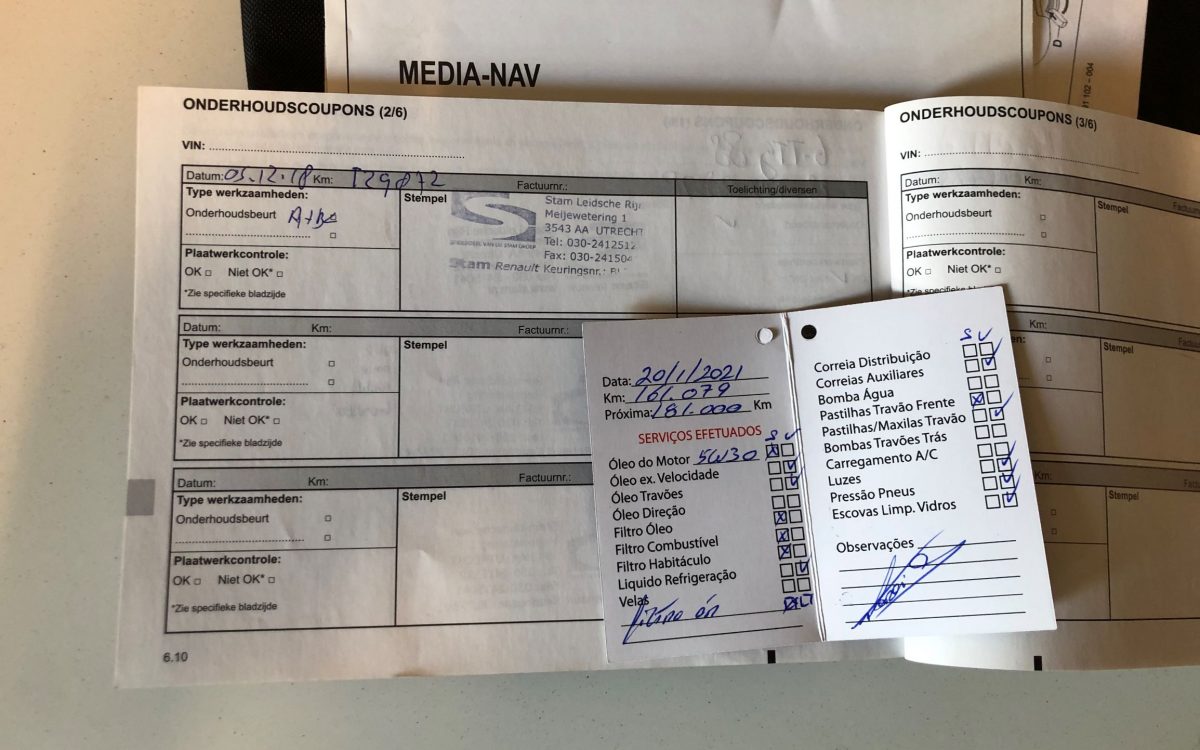 MEDIA-NAV
D
91 102 – 004
ONDERHOUDSCOUPONS (2/6)
VIN:
Datum: 03.12.18 Km: 129872 Factuurnr.: Toelichting/diversen
Type werkzaamheden:
Onderhoudsbeurt A+B
Plaatwerkcontrole:
OK Niet OK*
*Zie specifieke bladzijde
Stempel
Stam Leidsche Rijn
Meijewetering 1
3543 AA UTRECHT
Tel: 030-2412512
Fax: 030-241504
Stam Renault Keuringsnr.:
Datum: Km: Factuurnr.:
Type werkzaamheden:
Onderhoudsbeurt
Plaatwerkcontrole:
OK Niet OK*
*Zie specifieke bladzijde
Stempel
Datum: Km: Factuurnr.:
Type werkzaamheden:
Onderhoudsbeurt
Plaatwerkcontrole:
OK Niet OK*
*Zie specifieke bladzijde
Stempel
6.10
ONDERHOUDSCOUPONS (3/6)
VIN:
Datum: Km:
Type werkzaamheden:
Onderhoudsbeurt
Plaatwerkcontrole:
OK Niet OK*
*Zie specifieke
Stempel
Km:
Stempel
Stempel
Data: 20/1/2021
Km: 161.079
Próxima: 181.000 Km
SERVIÇOS EFETUADOS S V
Óleo do Motor 5W30
Óleo ex. Velocidade
Óleo Travões
Óleo Direção
Filtro Óleo
Filtro Combustível
Filtro Habitáculo
Liquido Refrigeração
Velas
S V
Correia Distribuição
Correias Auxiliares
Bomba Água
Pastilhas Travão Frente
Pastilhas/Maxilas Travão
Bombas Travões Trás
Carregamento A/C
Luzes
Pressão Pneus
Escovas Limp. Vidros
Observações